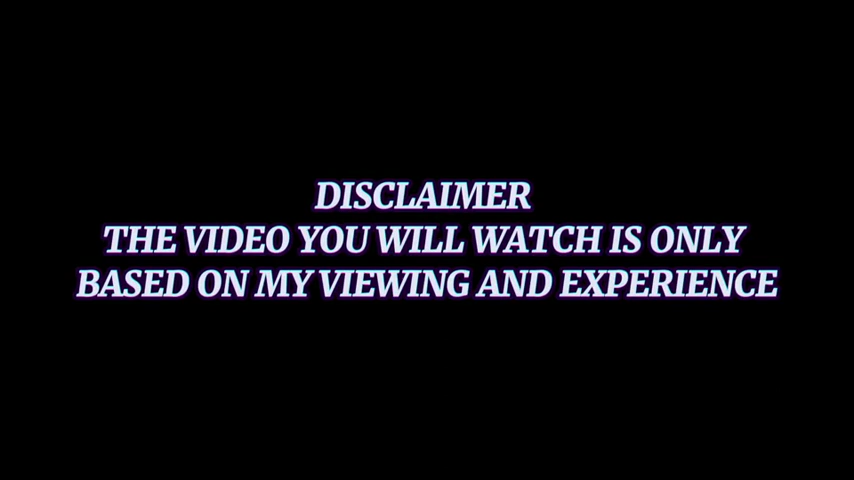 DISCLAIMER
THE VIDEO YOU WILL WATCH IS ONLY
BASED ON MY VIEWING AND EXPERIENCE